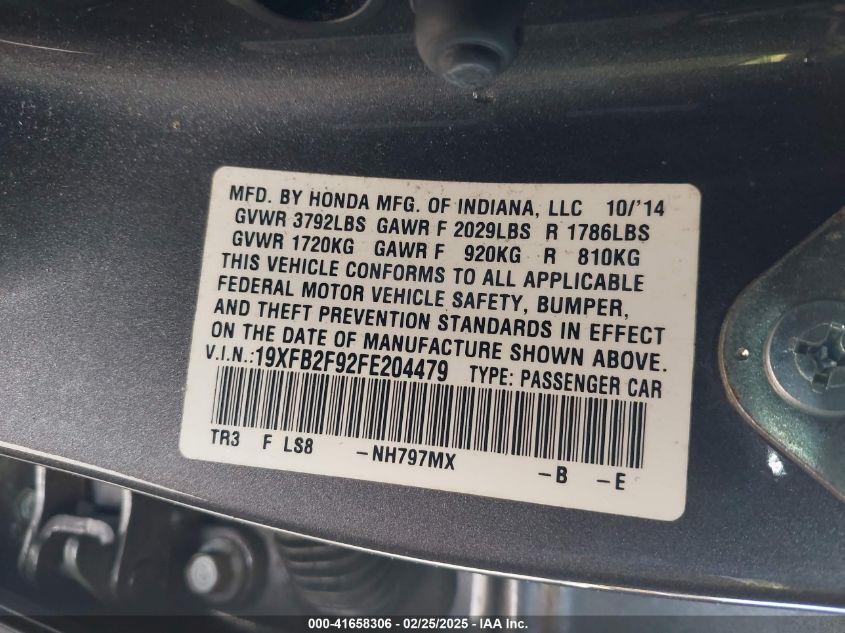 MFD. BY HONDA MFG. OF INDIANA, LLC 10/'14
GVWR 3792LBS GAWR F 2029LBS R 1786LBS
GVWR 1720KG GAWR F 920KG R 810KG
THIS VEHICLE CONFORMS TO ALL APPLICABLE
FEDERAL MOTOR VEHICLE SAFETY, BUMPER,
AND THEFT PREVENTION STANDARDS IN EFFECT
ON THE DATE OF MANUFACTURE SHOWN ABOVE.
V.I.N.:19XFB2F92FE204479 TYPE: PASSENGER CAR
TR3 F LS8 -NH797MX -B -E
000-41658306 - 02/25/2025 - IAA Inc.